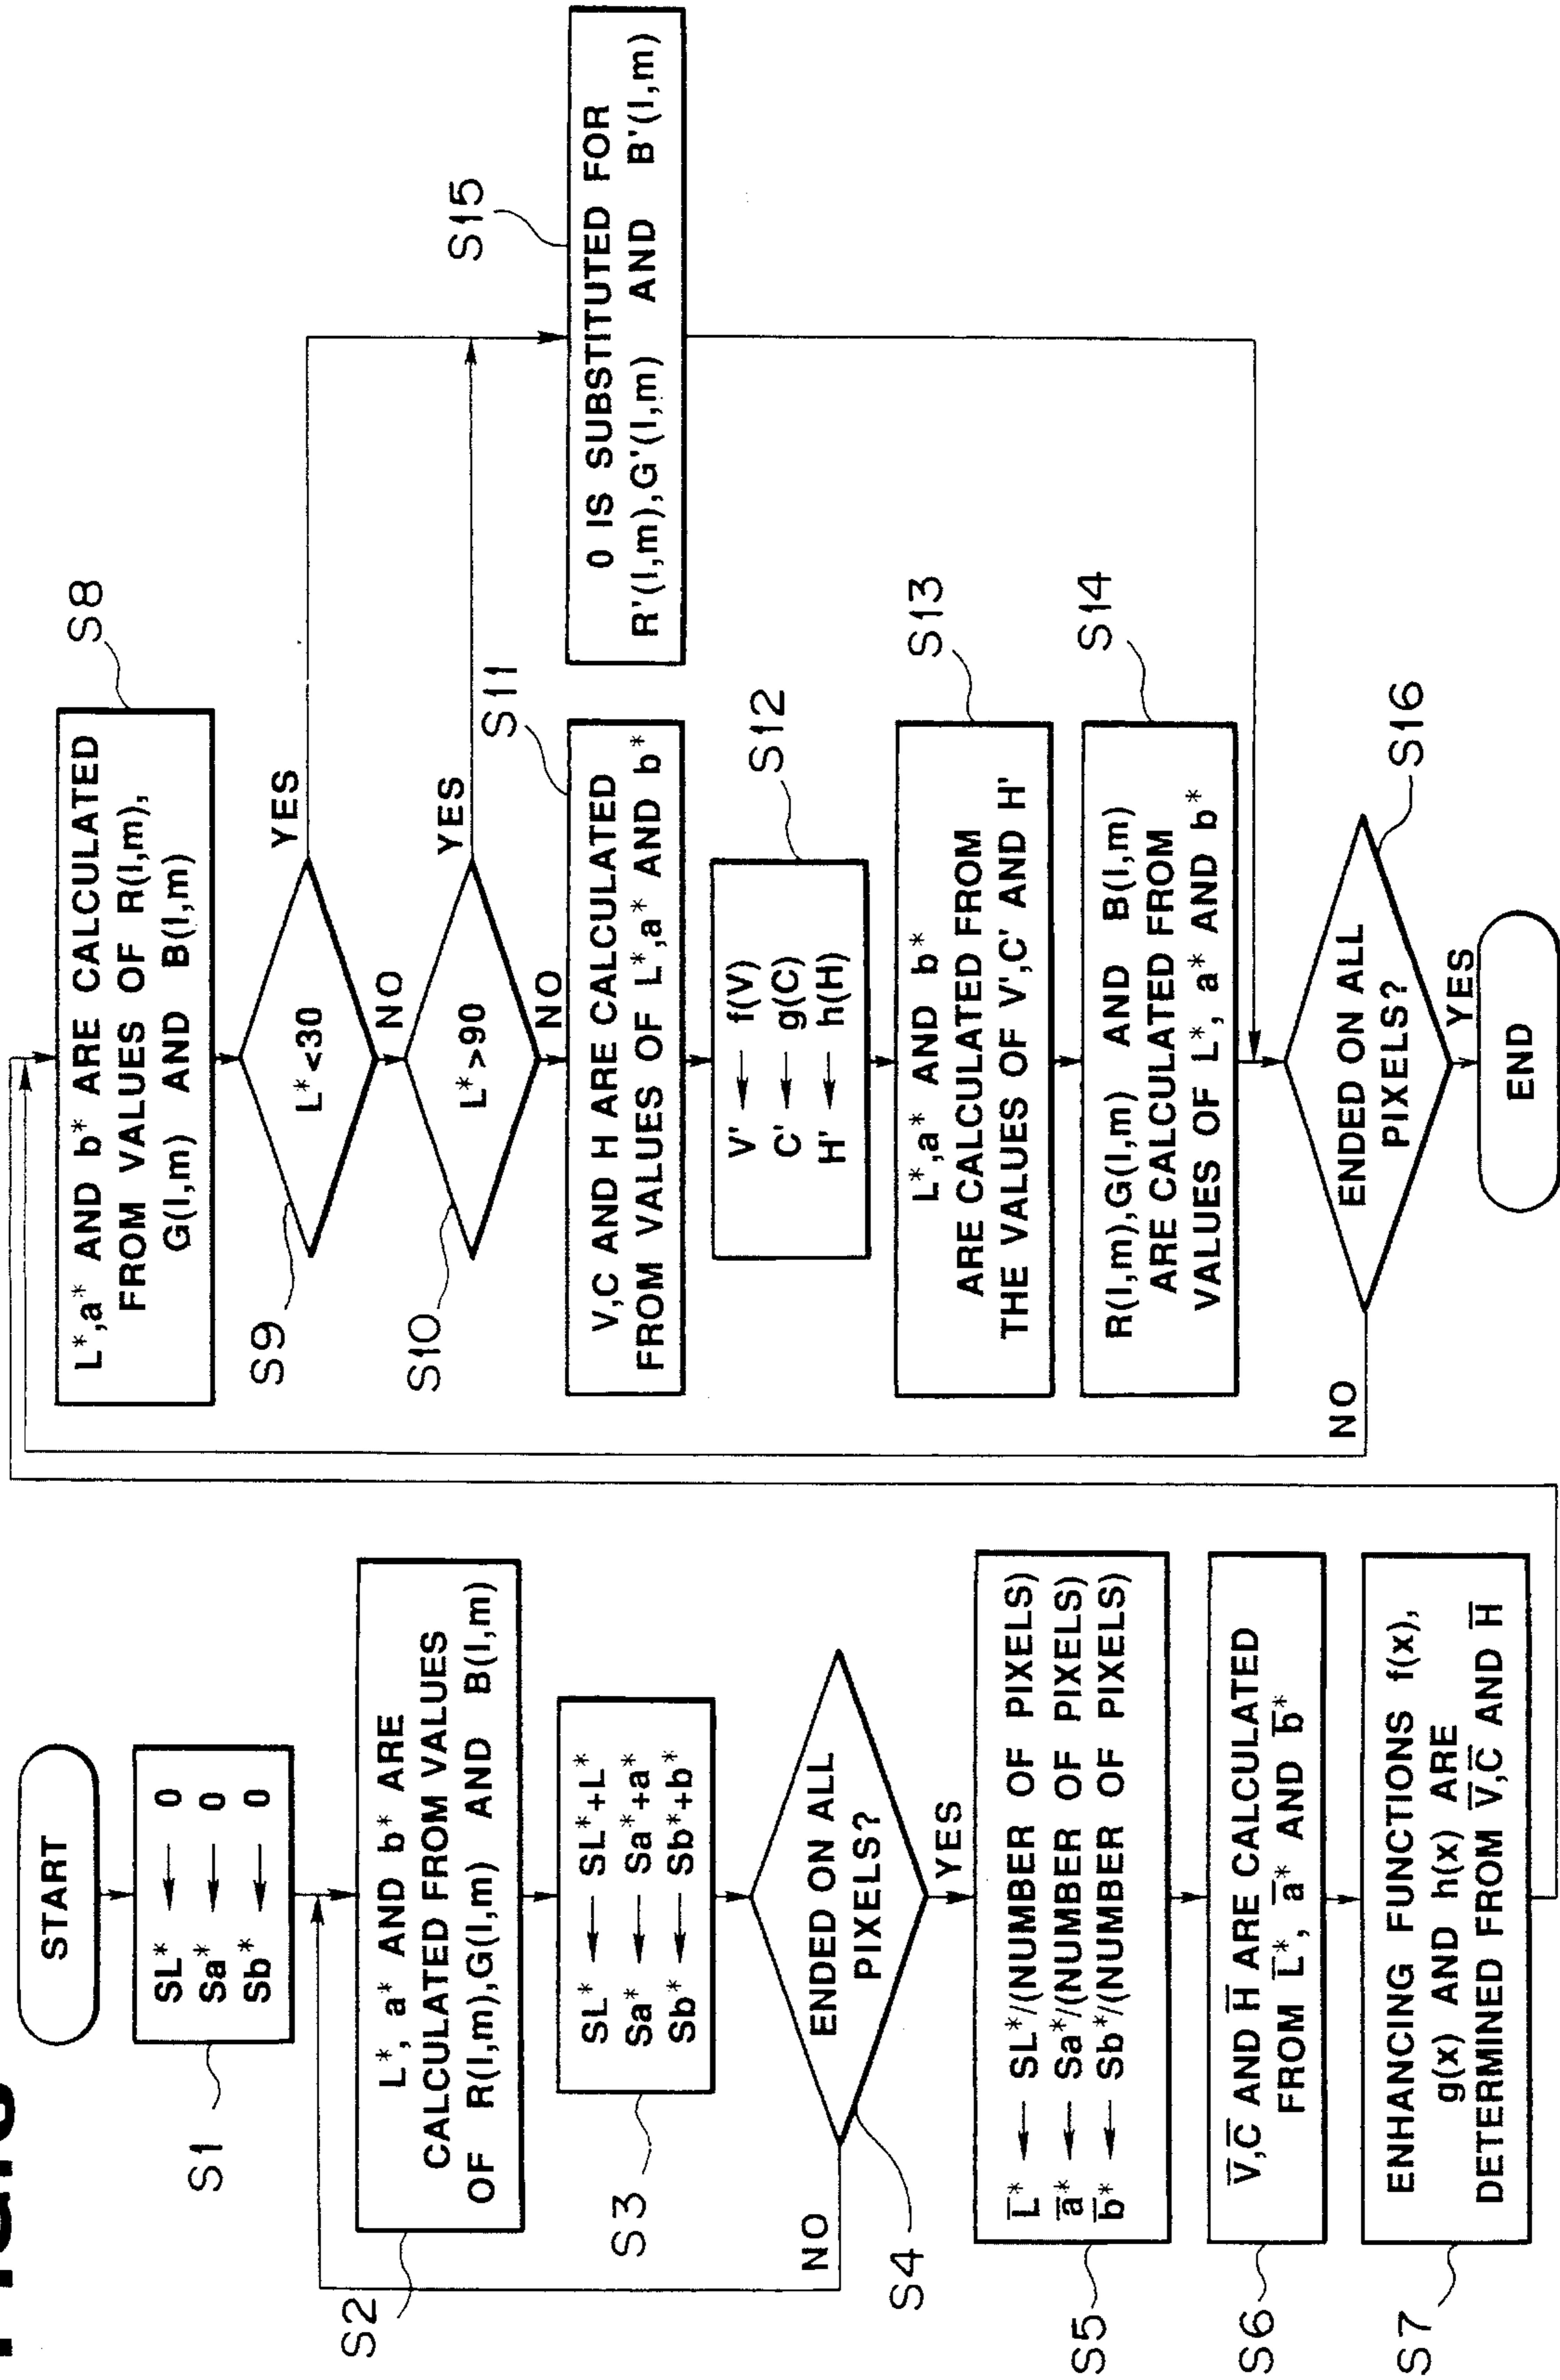 START
S1
SL* ← 0
Sa* ← 0
Sb* ← 0
S2
L*, a* AND b* ARE
CALCULATED FROM VALUES
OF R(l,m),G(l,m) AND B(l,m)
S3
SL* ← SL*+L*
Sa* ← Sa*+a*
Sb* ← Sb*+b*
S4
ENDED ON ALL
PIXELS?
NO
YES
S5
L̅* ← SL*/(NUMBER OF PIXELS)
a̅* ← Sa*/(NUMBER OF PIXELS)
b̅* ← Sb*/(NUMBER OF PIXELS)
S6
V̅,C̅ AND H̅ ARE CALCULATED
FROM L̅*, a̅* AND b̅*
S7
ENHANCING FUNCTIONS f(x),
g(x) AND h(x) ARE
DETERMINED FROM V̅,C̅ AND H̅
S8
L*,a* AND b* ARE CALCULATED
FROM VALUES OF R(l,m),
G(l,m) AND B(l,m)
S9
L*<30
YES
NO
S10
L*>90
YES
NO
S11
V,C AND H ARE CALCULATED
FROM VALUES OF L*,a* AND b*
S12
V' ← f(V)
C' ← g(C)
H' ← h(H)
S13
L*,a* AND b*
ARE CALCULATED FROM
THE VALUES OF V',C' AND H'
S14
R(l,m),G(l,m) AND B(l,m)
ARE CALCULATED FROM
VALUES OF L*, a* AND b*
S15
0 IS SUBSTITUTED FOR
R'(l,m),G'(l,m) AND B'(l,m)
S16
ENDED ON ALL
PIXELS?
NO
YES
END